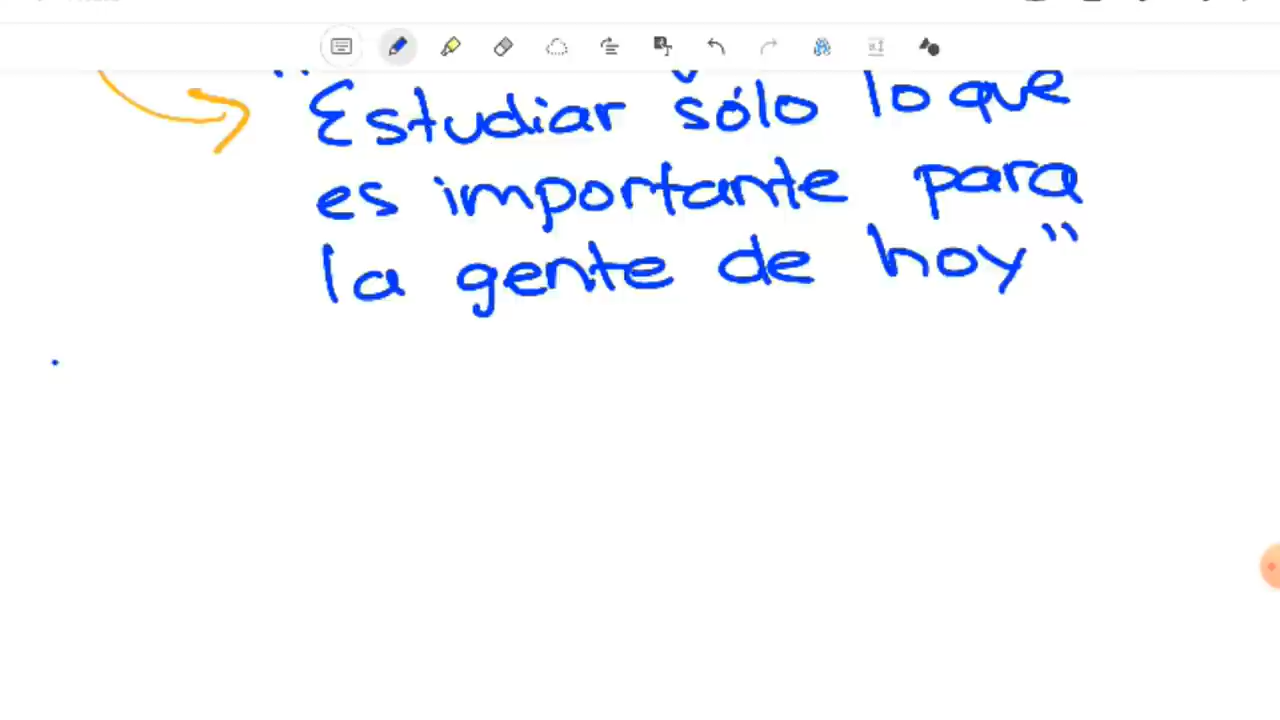 "Estudiar sólo lo que
es importante para
la gente de hoy"